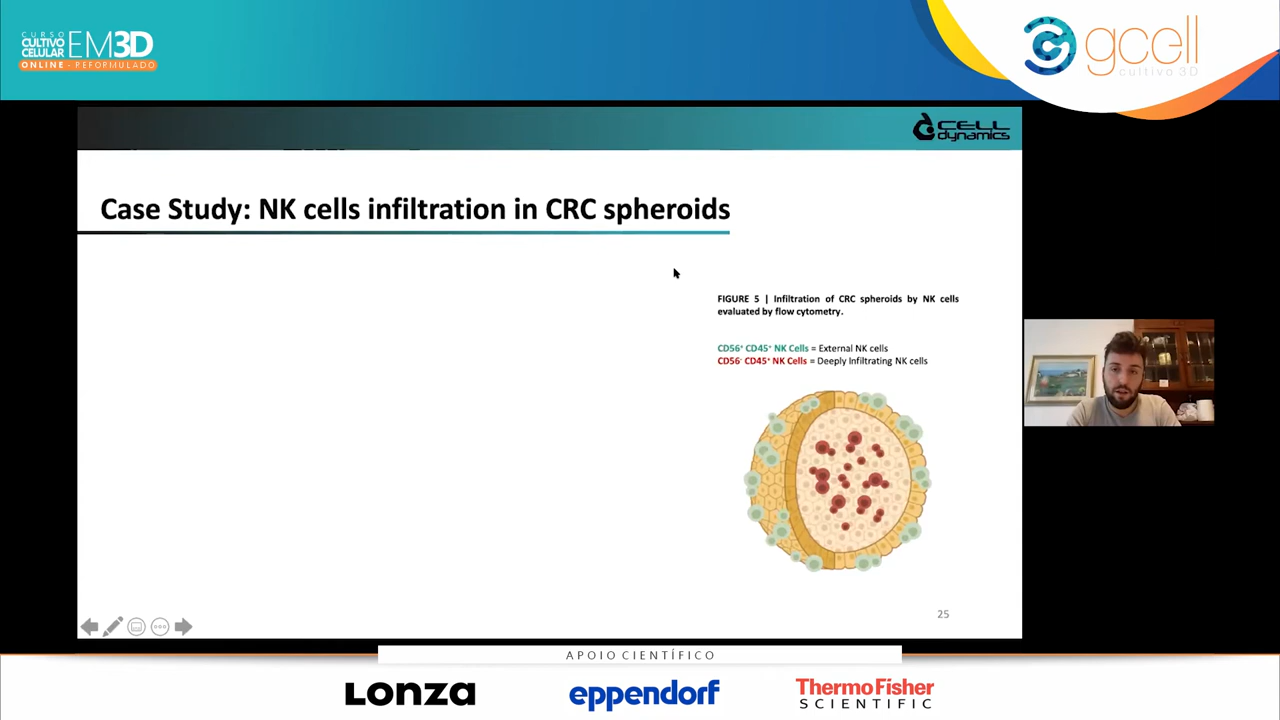 CURSO
CULTIVO
CELULAR EM3D
ONLINE - REFORMULADO
gcell
cultivo 3D
CELL
dynamics
Case Study: NK cells infiltration in CRC spheroids
FIGURE 5 | Infiltration of CRC spheroids by NK cells
evaluated by flow cytometry.
CD56⁺ CD45⁺ NK Cells = External NK cells
CD56⁻ CD45⁺ NK Cells = Deeply Infiltrating NK cells
25
APOIO CIENTÍFICO
Lonza
eppendorf
ThermoFisher
SCIENTIFIC